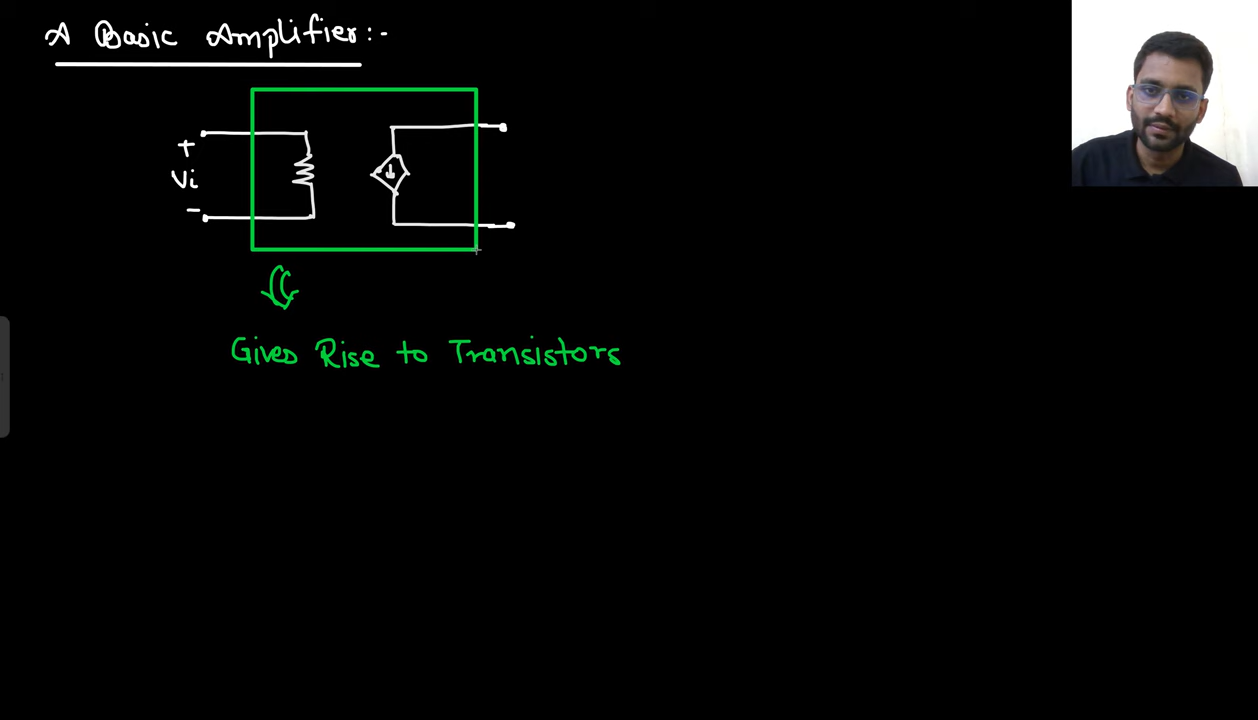 A Basic Amplifier:-
+
Vi
-
Gives Rise to Transistors